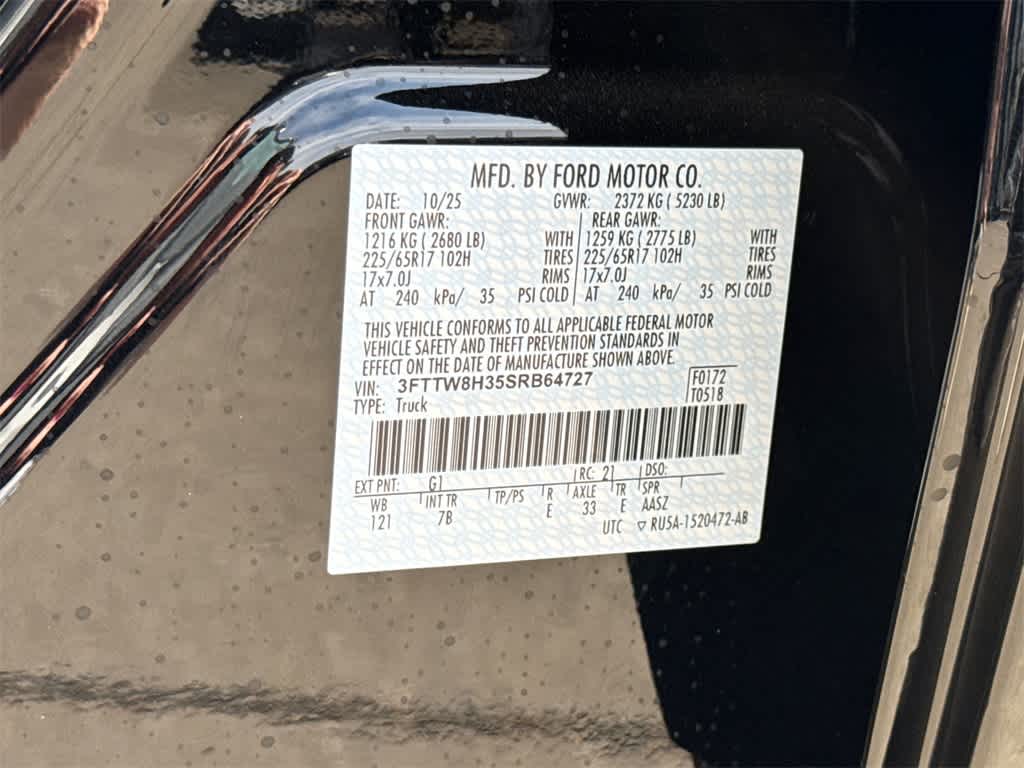 MFD. BY FORD MOTOR CO.
DATE: 10/25 GVWR: 2372 KG ( 5230 LB)
FRONT GAWR: REAR GAWR:
1216 KG ( 2680 LB) WITH 1259 KG ( 2775 LB) WITH
225/65R17 102H TIRES 225/65R17 102H TIRES
17x7.0J RIMS 17x7.0J RIMS
AT 240 kPa/ 35 PSI COLD AT 240 kPa/ 35 PSI COLD
THIS VEHICLE CONFORMS TO ALL APPLICABLE FEDERAL MOTOR
VEHICLE SAFETY AND THEFT PREVENTION STANDARDS IN
EFFECT ON THE DATE OF MANUFACTURE SHOWN ABOVE.
VIN: 3FTTW8H35SRB64727 F0172
TYPE: Truck T0518
EXT PNT: G1 RC: 21 DSO:
WB INT TR TP/PS R AXLE TR SPR
121 7B E 33 E AASZ
UTC ▽ RU5A-1520472-AB